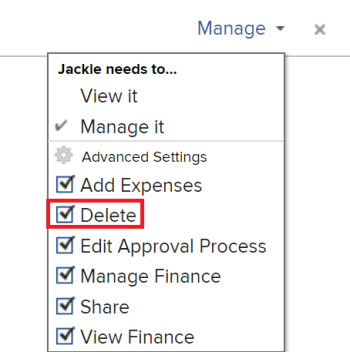 Manage
Jackie needs to...
View it
Manage it
Advanced Settings
Add Expenses
Delete
Edit Approval Process
Manage Finance
Share
View Finance